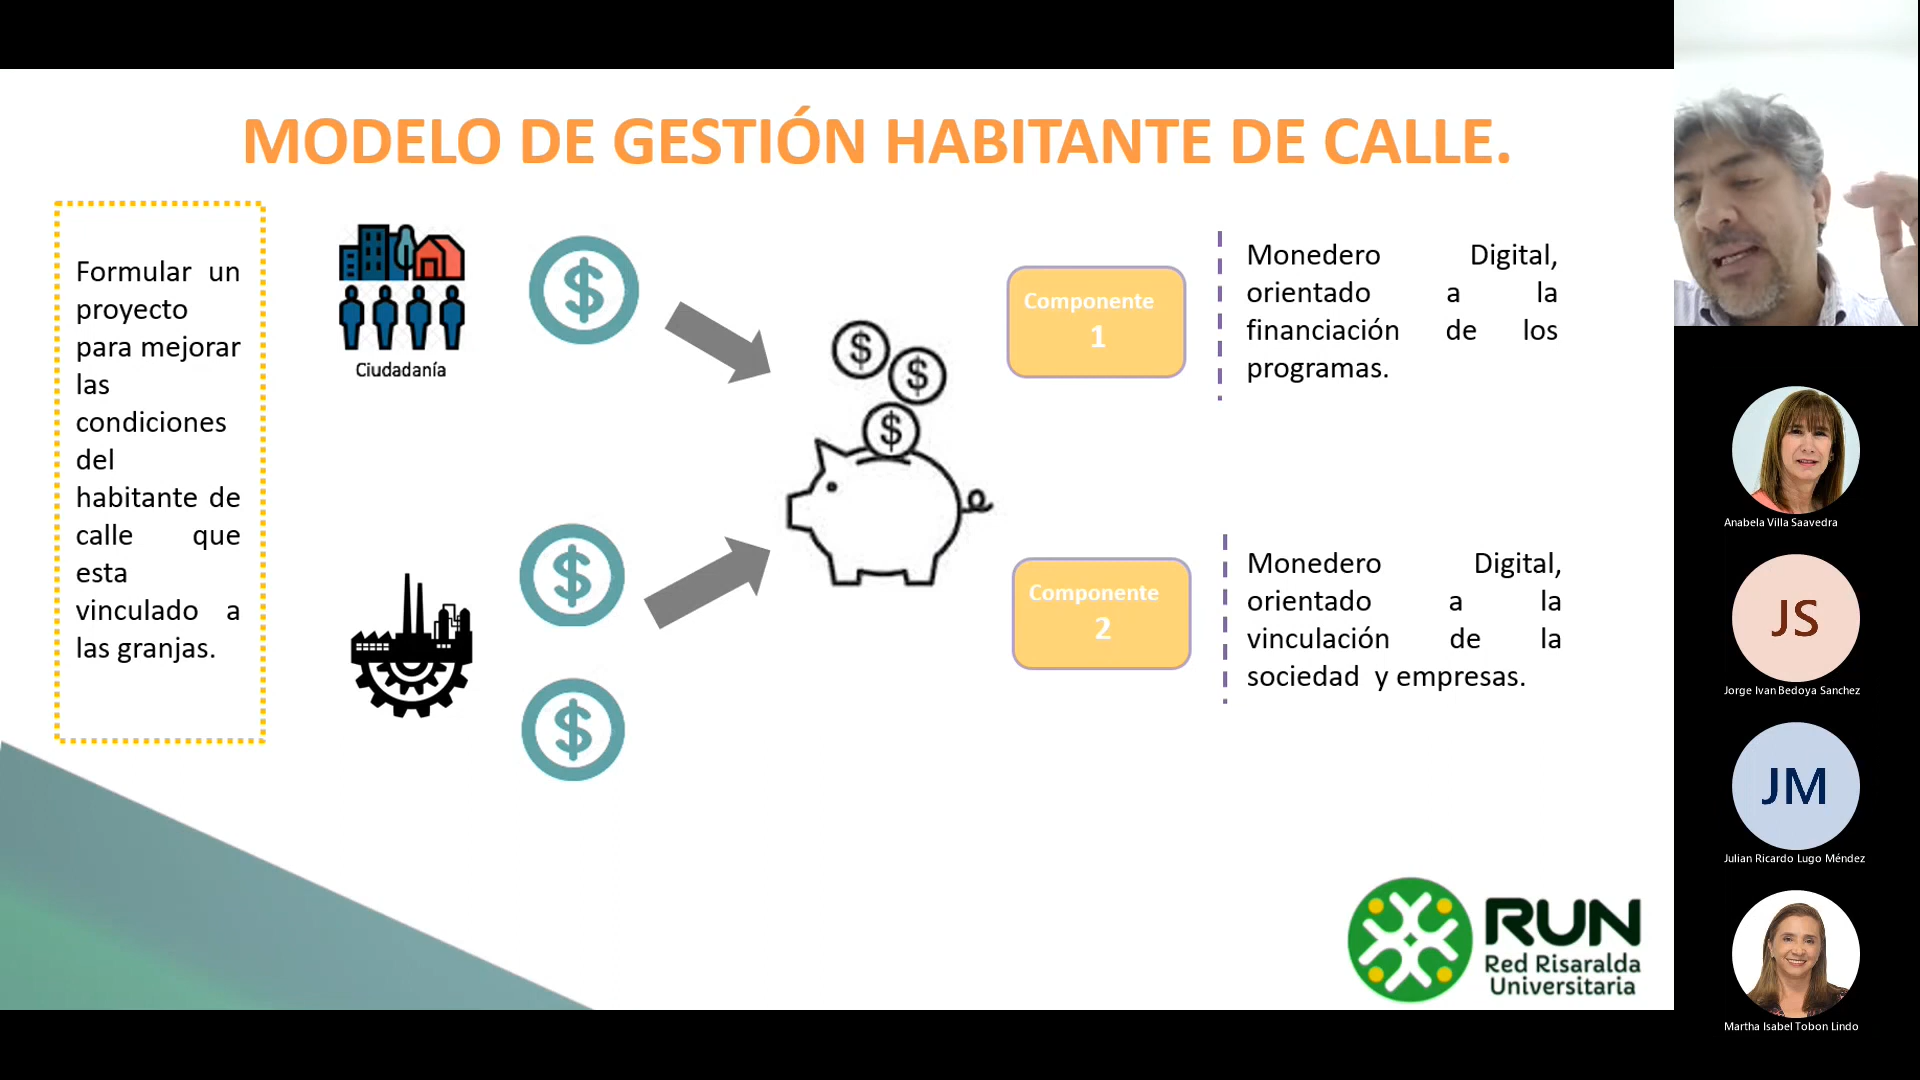 MODELO DE GESTIÓN HABITANTE DE CALLE.
Formular un
proyecto
para mejorar
las
condiciones
del
habitante de
calle que
esta
vinculado a
las granjas.
$
Ciudadanía
$
$
$
$
$
Componente
1
Monedero Digital,
orientado a la
financiación de los
programas.
Componente
2
Monedero Digital,
orientado a la
vinculación de la
sociedad y empresas.
RUN
Red Risaralda
Universitaria
Anabela Villa Saavedra
JS
Jorge Ivan Bedoya Sanchez
JM
Julian Ricardo Lugo Méndez
Martha Isabel Tobon Lindo